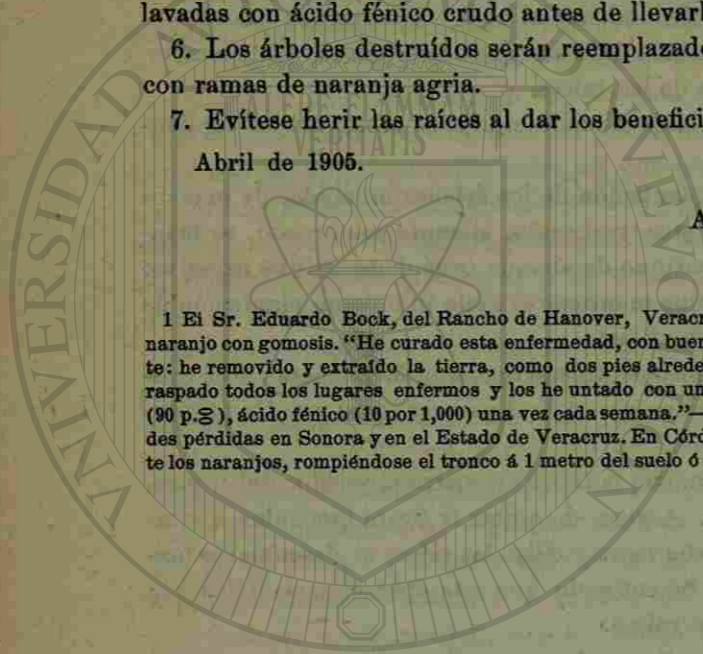 lavadas con ácido fénico crudo antes de llevarl
6. Los árboles destruídos serán reemplazado
con ramas de naranja agria.
7. Evítese herir las raíces al dar los benefici
Abril de 1905.
A
1 Ei Sr. Eduardo Bock, del Rancho de Hanover, Veracr
naranjo con gomosis. “He curado esta enfermedad, con buen
te: he removido y extraído la tierra, como dos pies alrede
raspado todos los lugares enfermos y los he untado con un
(90 p.8), ácido fénico (10 por 1,000) una vez cada semana.”—
des pérdidas en Sonora y en el Estado de Veracruz. En Córd
te los naranjos, rompiéndose el tronco á 1 metro del suelo ó